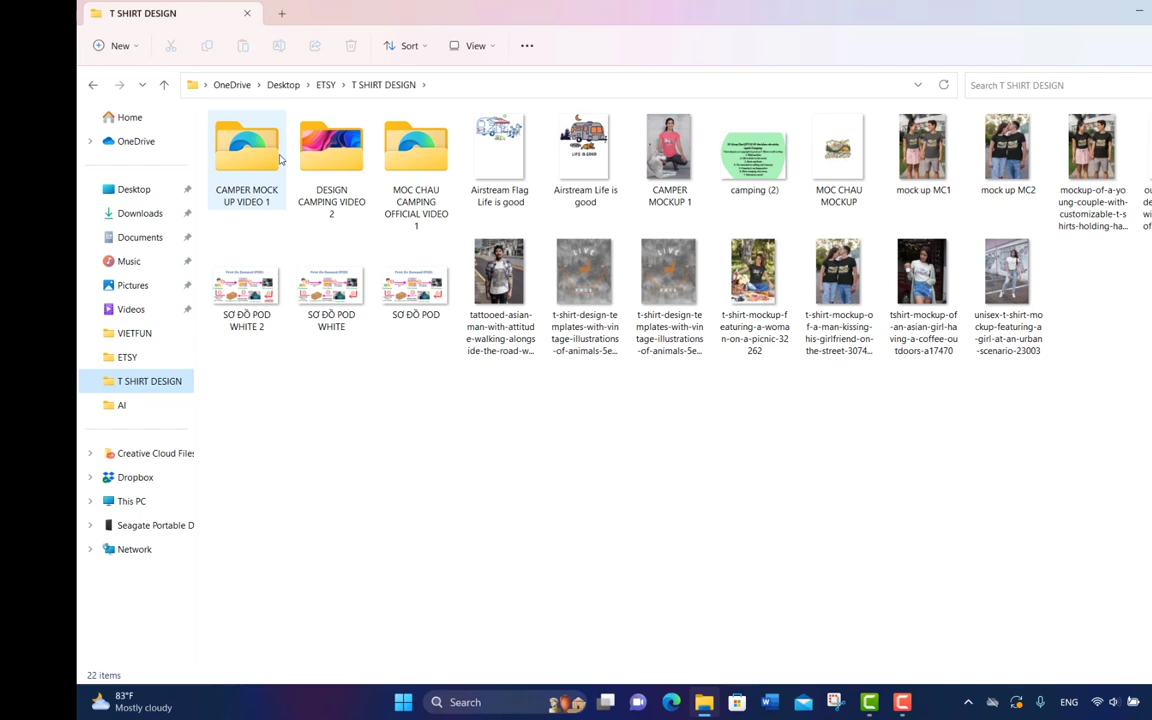 T SHIRT DESIGN
New
Sort
View
OneDrive
Desktop
ETSY
T SHIRT DESIGN
Search T SHIRT DESIGN
Home
OneDrive
Desktop
Downloads
Documents
Music
Pictures
Videos
VIETFUN
ETSY
T SHIRT DESIGN
AI
Creative Cloud Files
Dropbox
This PC
Seagate Portable D
Network
CAMPER MOCK
UP VIDEO 1
DESIGN
CAMPING VIDEO
2
MOC CHAU
CAMPING
OFFICIAL VIDEO
1
Airstream Flag
Life is good
LIFE IS GOOD
Airstream Life is
good
CAMPER
MOCKUP 1
camping (2)
MOC CHAU
MOCKUP
mock up MC1
mock up MC2
mockup-of-a-yo
ung-couple-with-
customizable-t-s
hirts-holding-ha...
SƠ ĐỒ POD
WHITE 2
SƠ ĐỒ POD
WHITE
SƠ ĐỒ POD
tattooed-asian-
man-with-attitud
e-walking-alongs
ide-the-road-w...
LIVE
t-shirt-design-te
mplates-with-vin
tage-illustrations
-of-animals-5e...
LIVE
t-shirt-design-te
mplates-with-vin
tage-illustrations
-of-animals-5e...
t-shirt-mockup-f
eaturing-a-woma
n-on-a-picnic-32
262
t-shirt-mockup-o
f-a-man-kissing-
his-girlfriend-on-
the-street-3074...
tshirt-mockup-of
-an-asian-girl-ha
ving-a-coffee-ou
tdoors-a17470
unisex-t-shirt-mo
ckup-featuring-a
-girl-at-an-urban
-scenario-23003
22 items
83°F
Mostly cloudy
Search
ENG